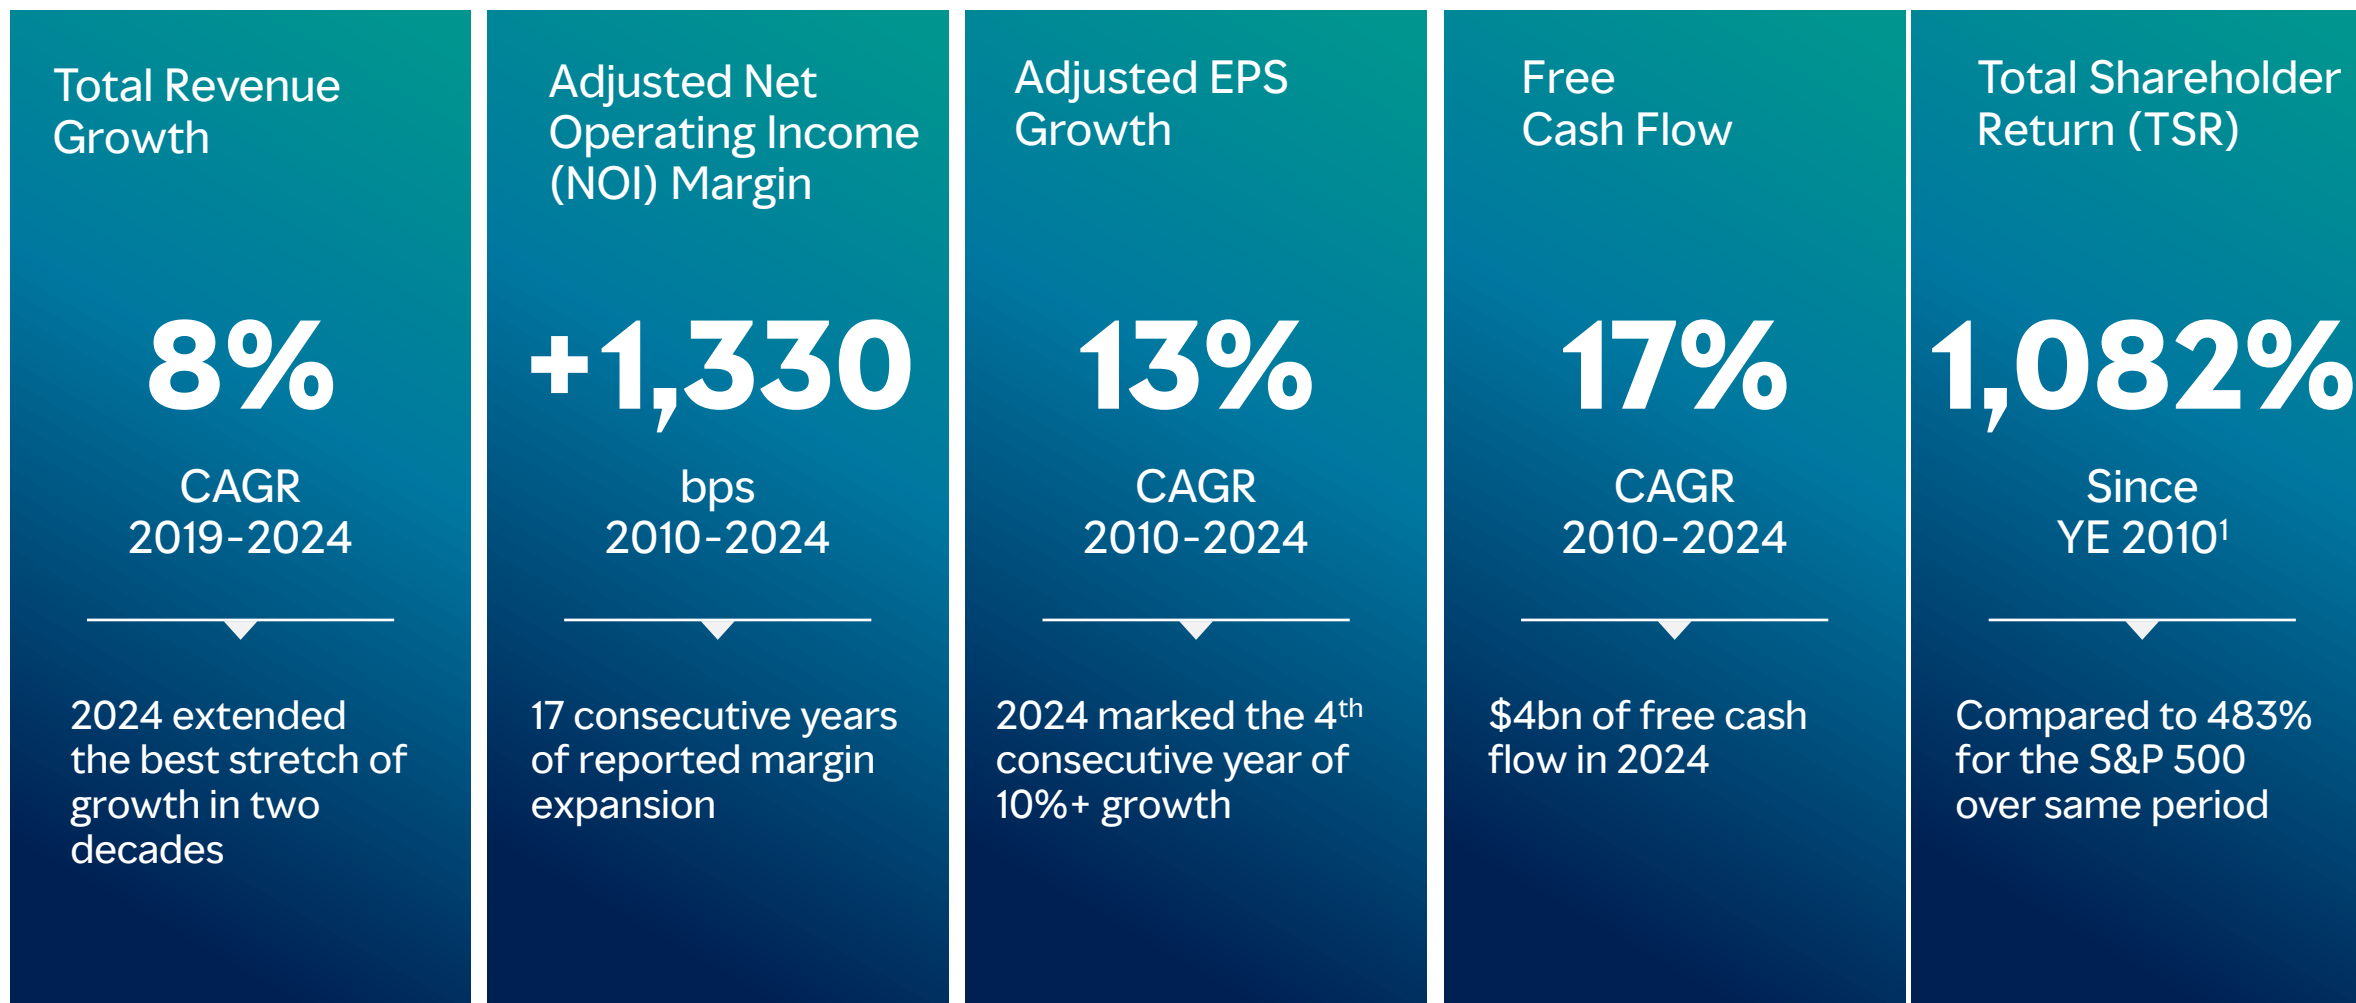 Total Revenue
Growth
8%
CAGR
2019-2024
2024 extended
the best stretch of
growth in two
decades
Adjusted Net
Operating Income
(NOI) Margin
+1,330
bps
2010-2024
17 consecutive years
of reported margin
expansion
Adjusted EPS
Growth
13%
CAGR
2010-2024
2024 marked the 4th
consecutive year of
10%+ growth
Free
Cash Flow
17%
CAGR
2010-2024
$4bn of free cash
flow in 2024
Total Shareholder
Return (TSR)
1,082%
Since
YE 2010¹
Compared to 483%
for the S&P 500
over same period